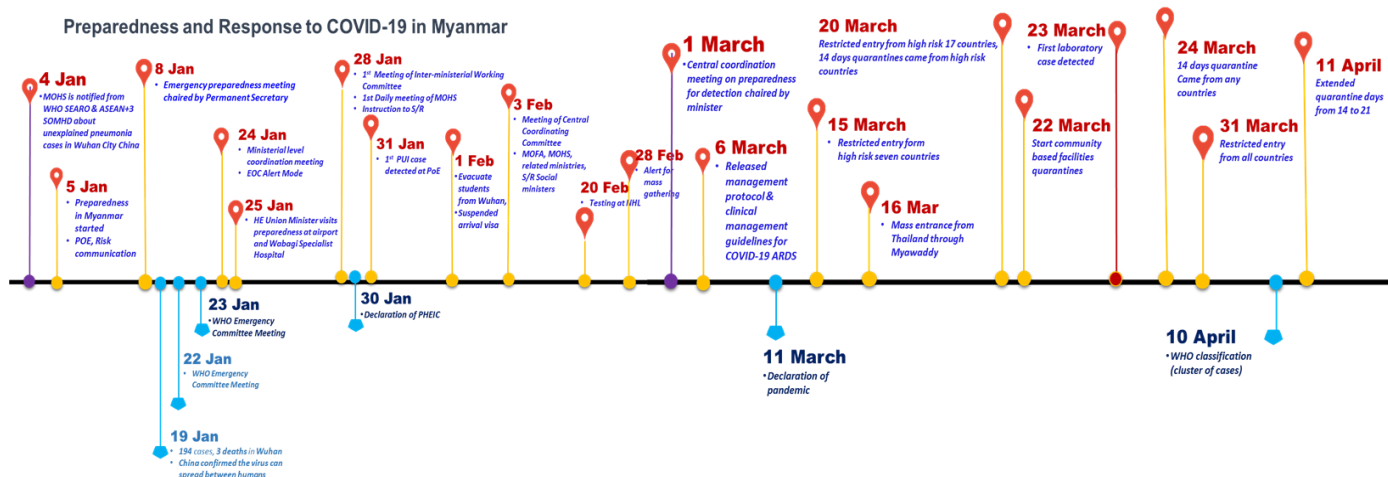 Preparedness and Response to COVID-19 in Myanmar
4 Jan
•MOHS is notified from
WHO SEARO & ASEAN+3
SOMHD about
unexplained pneumonia
cases in Wuhan City China
5 Jan
• Preparedness
in Myanmar
started
• POE, Risk
communication
8 Jan
• Emergency preparedness meeting
chaired by Permanent Secretary
19 Jan
• 194 cases, 3 deaths in Wuhan
• China confirmed the virus can
spread between humans
22 Jan
• WHO Emergency
Committee Meeting
23 Jan
•WHO Emergency
Committee Meeting
24 Jan
• Ministerial level
coordination meeting
• EOC Alert Mode
25 Jan
• HE Union Minister visits
preparedness at airport
and Wabagi Specialist
Hospital
28 Jan
• 1st Meeting of Inter-ministerial Working
Committee
• 1st Daily meeting of MOHS
• Instruction to S/R
30 Jan
•Declaration of PHEIC
31 Jan
• 1st PUI case
detected at PoE
1 Feb
•Evacuate
students
from Wuhan,
•Suspended
arrival visa
3 Feb
• Meeting of Central
Coordinating
Committee
• MOFA, MOHS,
related ministries,
S/R Social
ministers
20 Feb
• Testing at NHL
28 Feb
• Alert for
mass
gathering
1 March
•Central coordination
meeting on preparedness
for detection chaired by
minister
6 March
• Released
management
protocol &
clinical
management
guidelines for
COVID-19 ARDS
11 March
•Declaration of
pandemic
15 March
• Restricted entry form
high risk seven countries
16 Mar
• Mass entrance from
Thailand through
Myawaddy
20 March
Restricted entry from high risk 17 countries,
14 days quarantines came from high risk
countries
22 March
Start community
based facilities
quarantines
23 March
• First laboratory
case detected
24 March
14 days quarantine
Came from any
countries
31 March
Restricted entry
from all countries
10 April
•WHO classification
(cluster of cases)
11 April
Extended
quarantine days
from 14 to 21